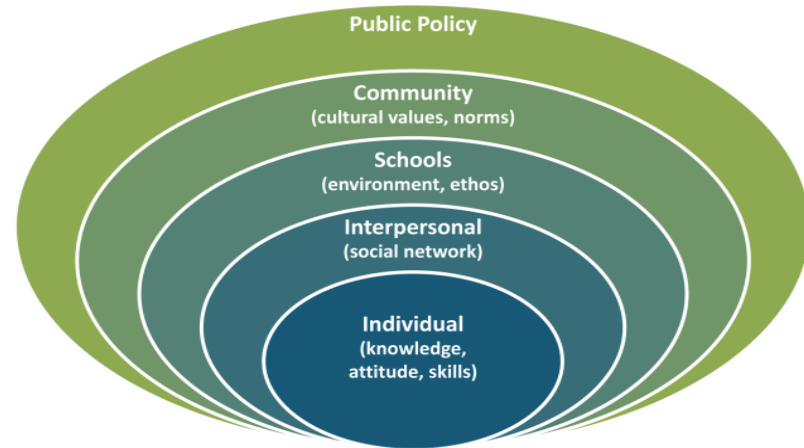 Public Policy
Community
(cultural values, norms)
Schools
(environment, ethos)
Interpersonal
(social network)
Individual
(knowledge,
attitude, skills)